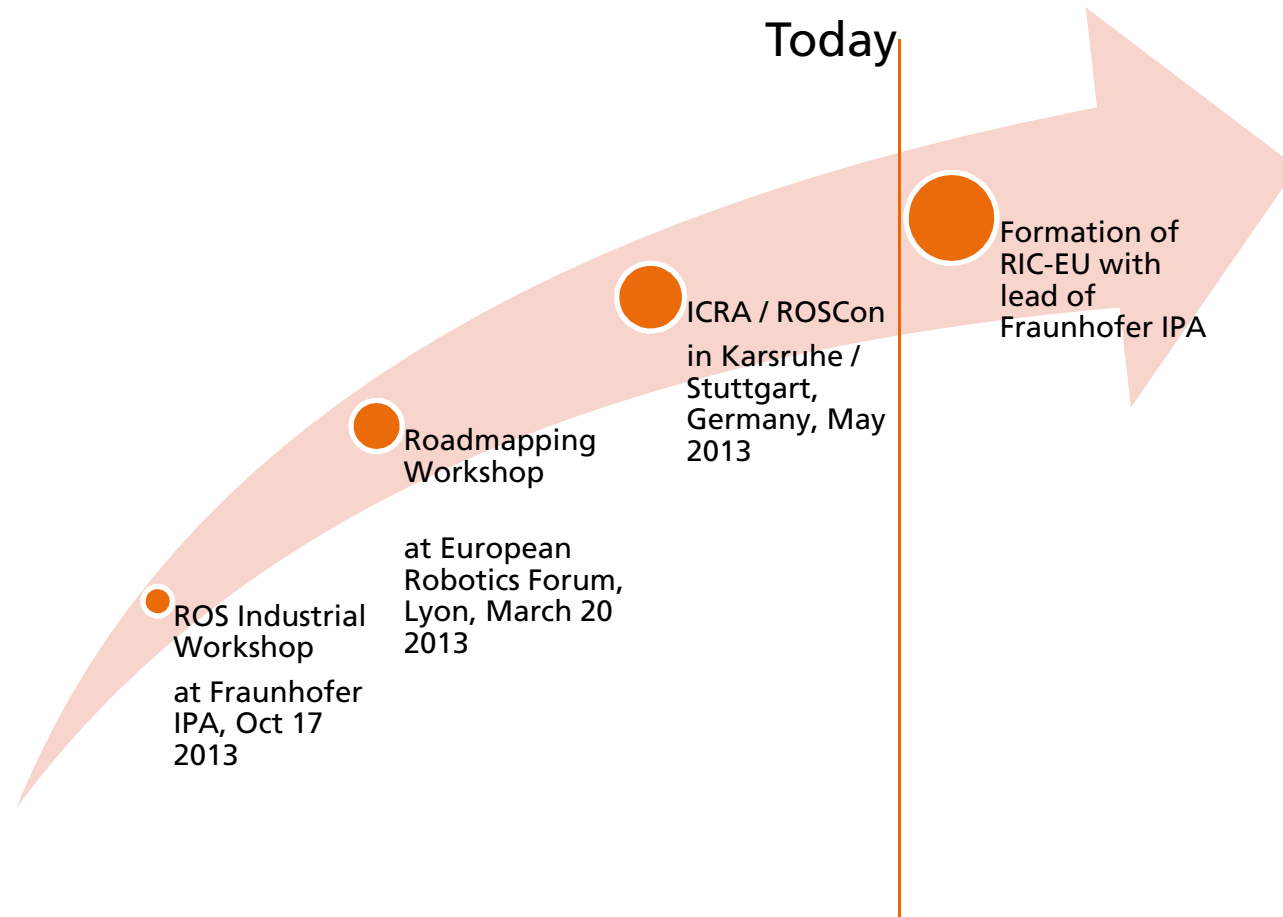 Today
ROS Industrial
Workshop
at Fraunhofer
IPA, Oct 17
2013
Roadmapping
Workshop
at European
Robotics Forum,
Lyon, March 20
2013
ICRA / ROSCon
in Karsruhe /
Stuttgart,
Germany, May
2013
Formation of
RIC-EU with
lead of
Fraunhofer IPA